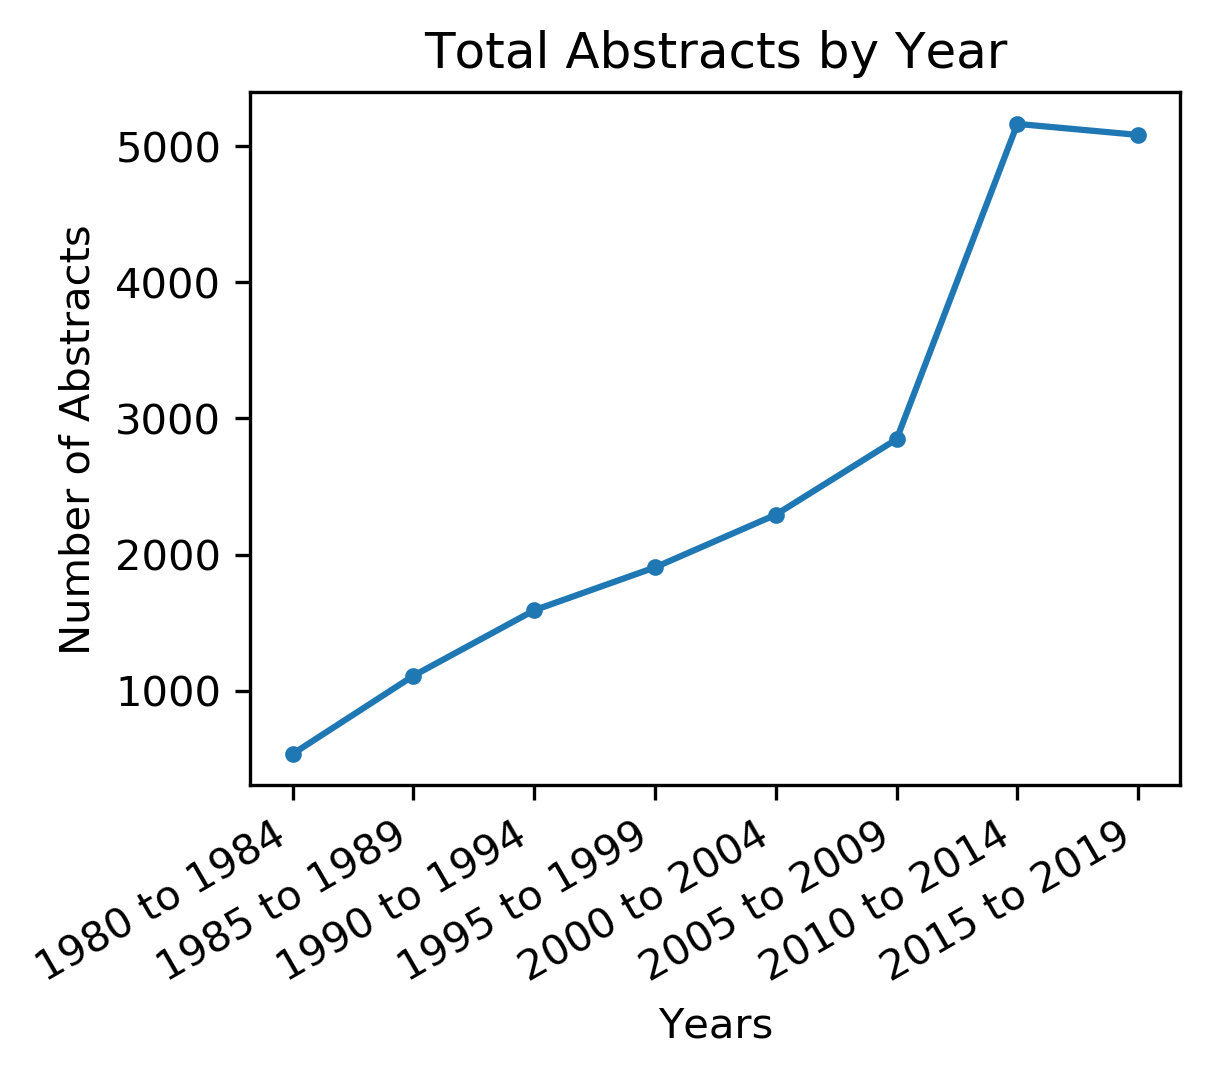 Total Abstracts by Year
Number of Abstracts
5000
4000
3000
2000
1000
1980 to 1984
1985 to 1989
1990 to 1994
1995 to 1999
2000 to 2004
2005 to 2009
2010 to 2014
2015 to 2019
Years